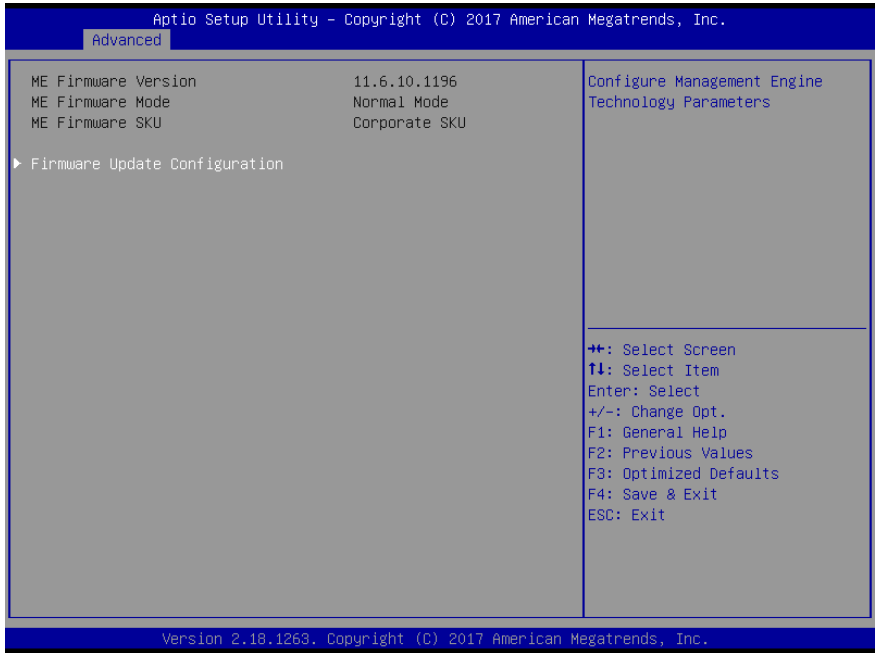 Aptio Setup Utility – Copyright (C) 2017 American Megatrends, Inc.
Advanced
ME Firmware Version 11.6.10.1196
ME Firmware Mode Normal Mode
ME Firmware SKU Corporate SKU
▶ Firmware Update Configuration
Configure Management Engine
Technology Parameters
→←: Select Screen
↑↓: Select Item
Enter: Select
+/-: Change Opt.
F1: General Help
F2: Previous Values
F3: Optimized Defaults
F4: Save & Exit
ESC: Exit
Version 2.18.1263. Copyright (C) 2017 American Megatrends, Inc.